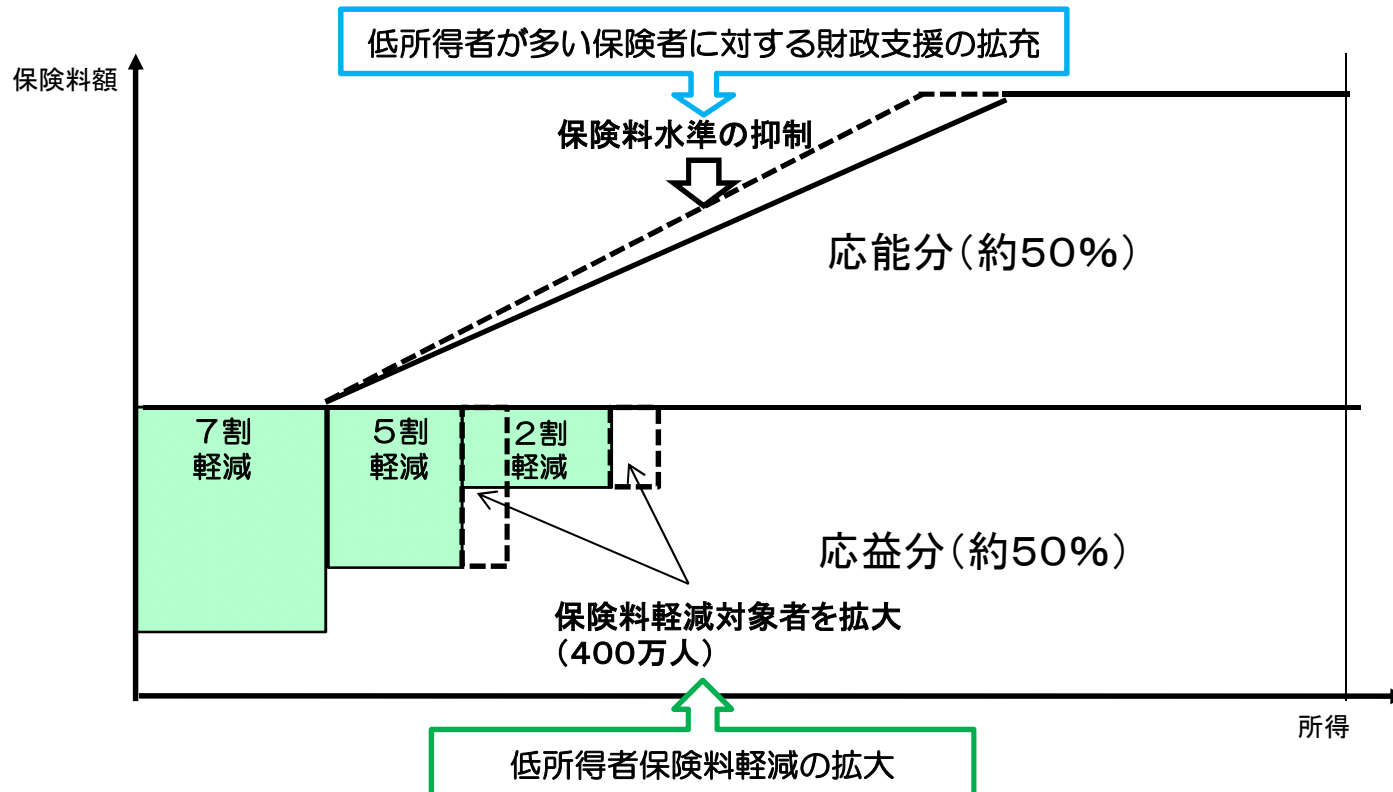 低所得者が多い保険者に対する財政支援の拡充
保険料額
保険料水準の抑制
応能分（約５０％）
７割
軽減
５割
軽減
２割
軽減
応益分（約５０％）
保険料軽減対象者を拡大
（４００万人）
所得
低所得者保険料軽減の拡大